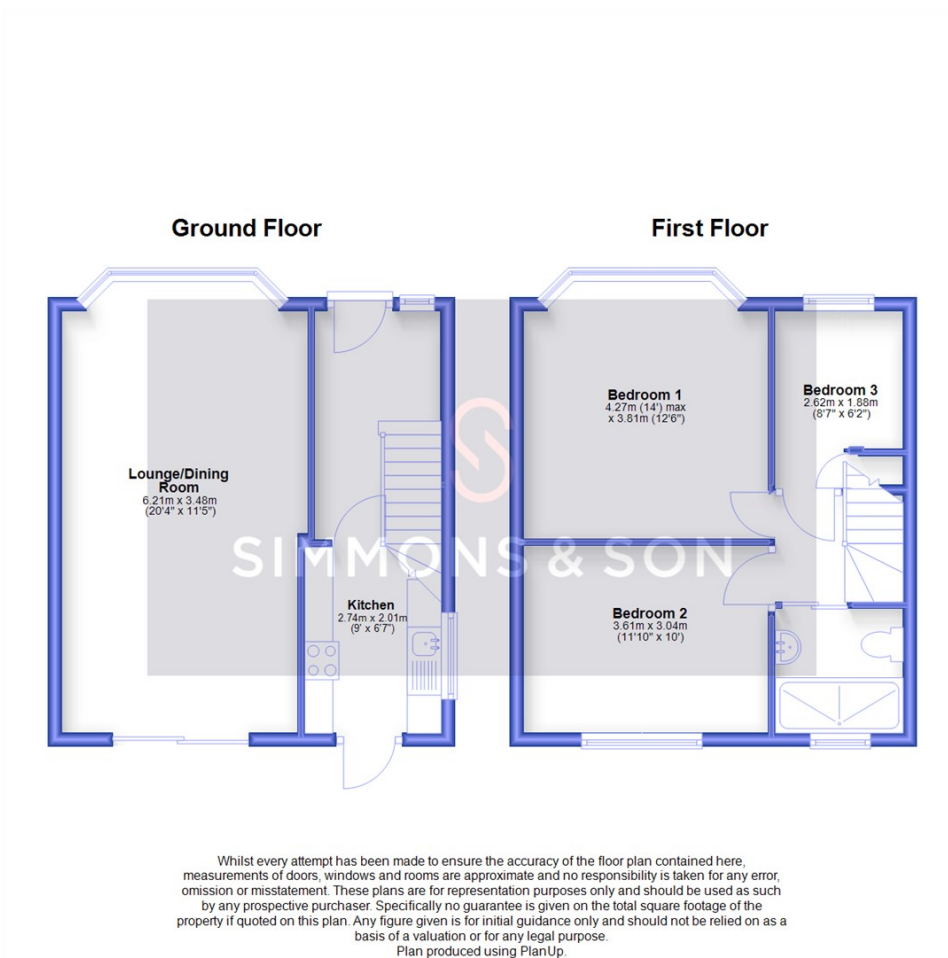 Ground Floor
First Floor
Lounge/Dining
Room
6.21m x 3.48m
(20'4" x 11'5")
Kitchen
2.74m x 2.01m
(9' x 6'7")
Bedroom 1
4.27m (14') max
x 3.81m (12'6")
Bedroom 3
2.62m x 1.88m
(8'7" x 6'2")
Bedroom 2
3.61m x 3.04m
(11'10" x 10')
SIMMONS & SON
Whilst every attempt has been made to ensure the accuracy of the floor plan contained here,
measurements of doors, windows and rooms are approximate and no responsibility is taken for any error,
omission or misstatement. These plans are for representation purposes only and should be used as such
by any prospective purchaser. Specifically no guarantee is given on the total square footage of the
property if quoted on this plan. Any figure given is for initial guidance only and should not be relied on as a
basis of a valuation or for any legal purpose.
Plan produced using PlanUp.